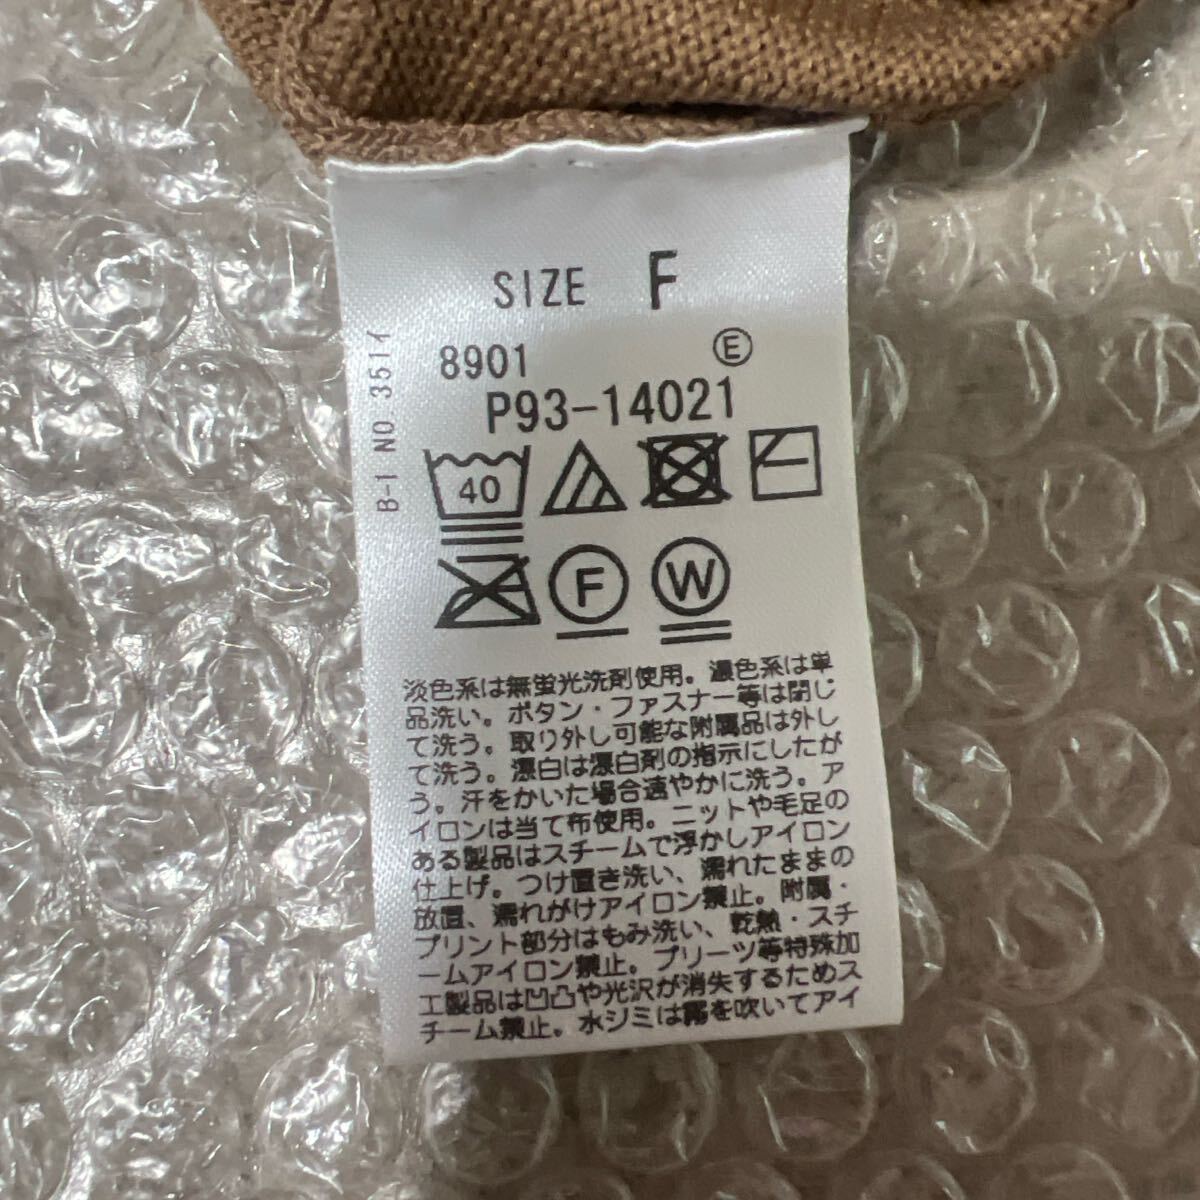 SIZE F
8901 Ⓔ
P93-14021
B-1 NO.351イ
40
F W
淡色系は無蛍光洗剤使用。濃色系は単
品洗い。ボタン・ファスナー等は閉じ
て洗う。取り外し可能な附属品は外し
て洗う。漂白は漂白剤の指示にしたが
う。汗をかいた場合速やかに洗う。ア
イロンは当て布使用。ニットや毛足の
ある製品はスチームで浮かしアイロン
仕上げ。つけ置き洗い、濡れたままの
放置、濡れがけアイロン禁止。附属・
プリント部分はもみ洗い、乾熱・スチ
ームアイロン禁止。プリーツ等特殊加
工製品は凹凸や光沢が消失するためス
チーム禁止。水ジミは霧を吹いてアイ